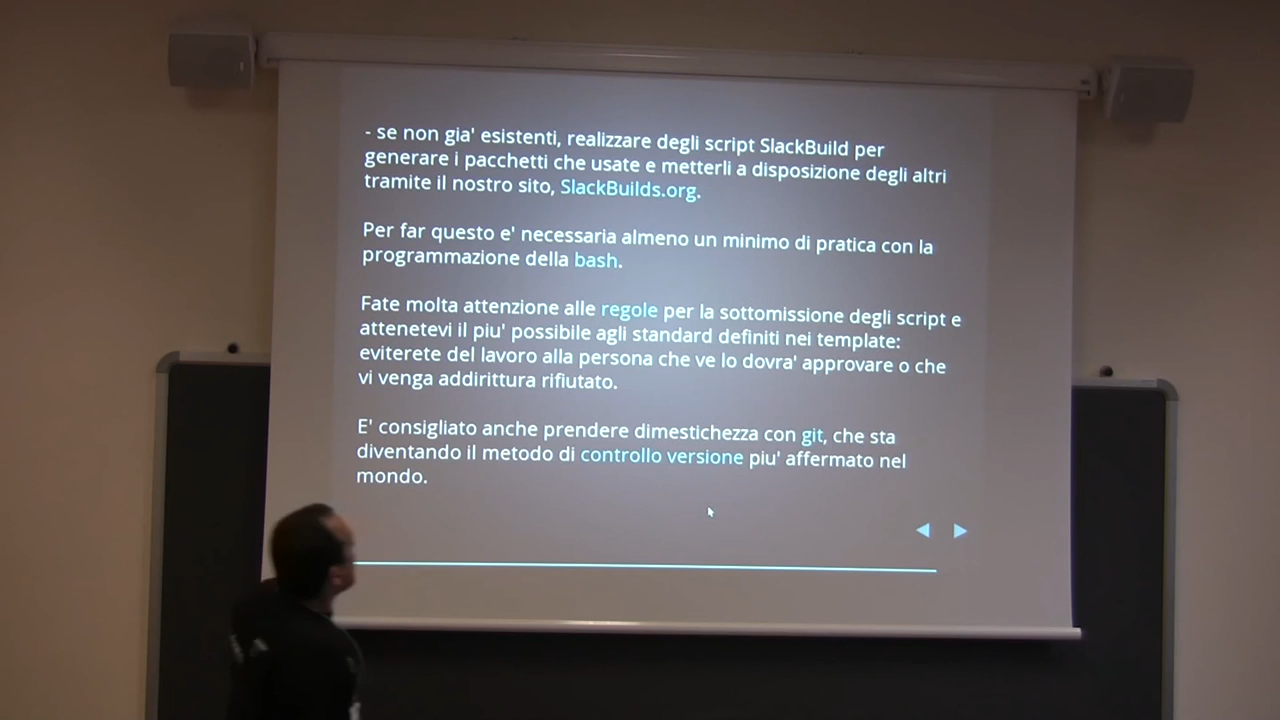 - se non gia' esistenti, realizzare degli script SlackBuild per
generare i pacchetti che usate e metterli a disposizione degli altri
tramite il nostro sito, SlackBuilds.org.
Per far questo e' necessaria almeno un minimo di pratica con la
programmazione della bash.
Fate molta attenzione alle regole per la sottomissione degli script e
attenetevi il piu' possibile agli standard definiti nei template:
eviterete del lavoro alla persona che ve lo dovra' approvare o che
vi venga addirittura rifiutato.
E' consigliato anche prendere dimestichezza con git, che sta
diventando il metodo di controllo versione piu' affermato nel
mondo.